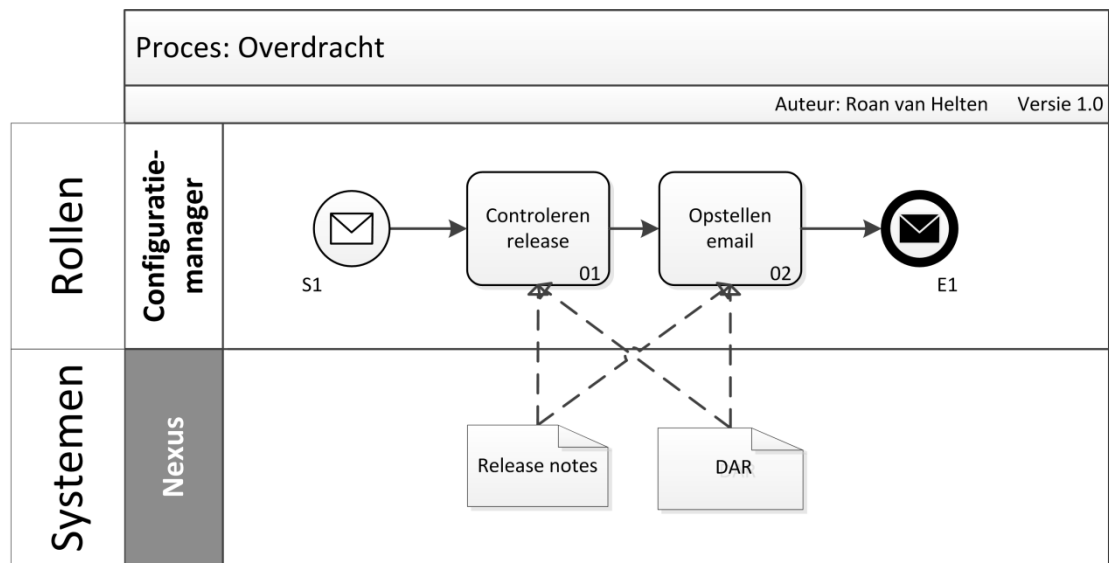 Proces: Overdracht
Auteur: Roan van Helten Versie 1.0
Rollen
Configuratie-
manager
S1
Controleren
release
01
Opstellen
email
02
E1
Systemen
Nexus
Release notes
DAR